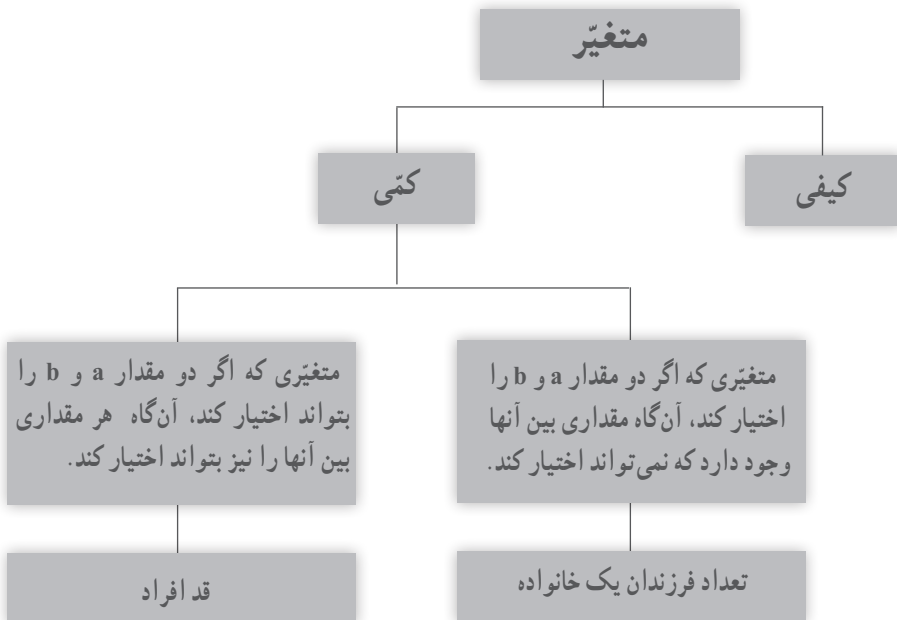 متغیّر
کیفی
کمّی
متغیّری که اگر دو مقدار a و b را
اختیار کند، آن‌گاه مقداری بین آنها
وجود دارد که نمی‌تواند اختیار کند.
متغیّری که اگر دو مقدار a و b را
بتواند اختیار کند، آن‌گاه هر مقداری
بین آنها را نیز بتواند اختیار کند.
تعداد فرزندان یک خانواده
قد افراد